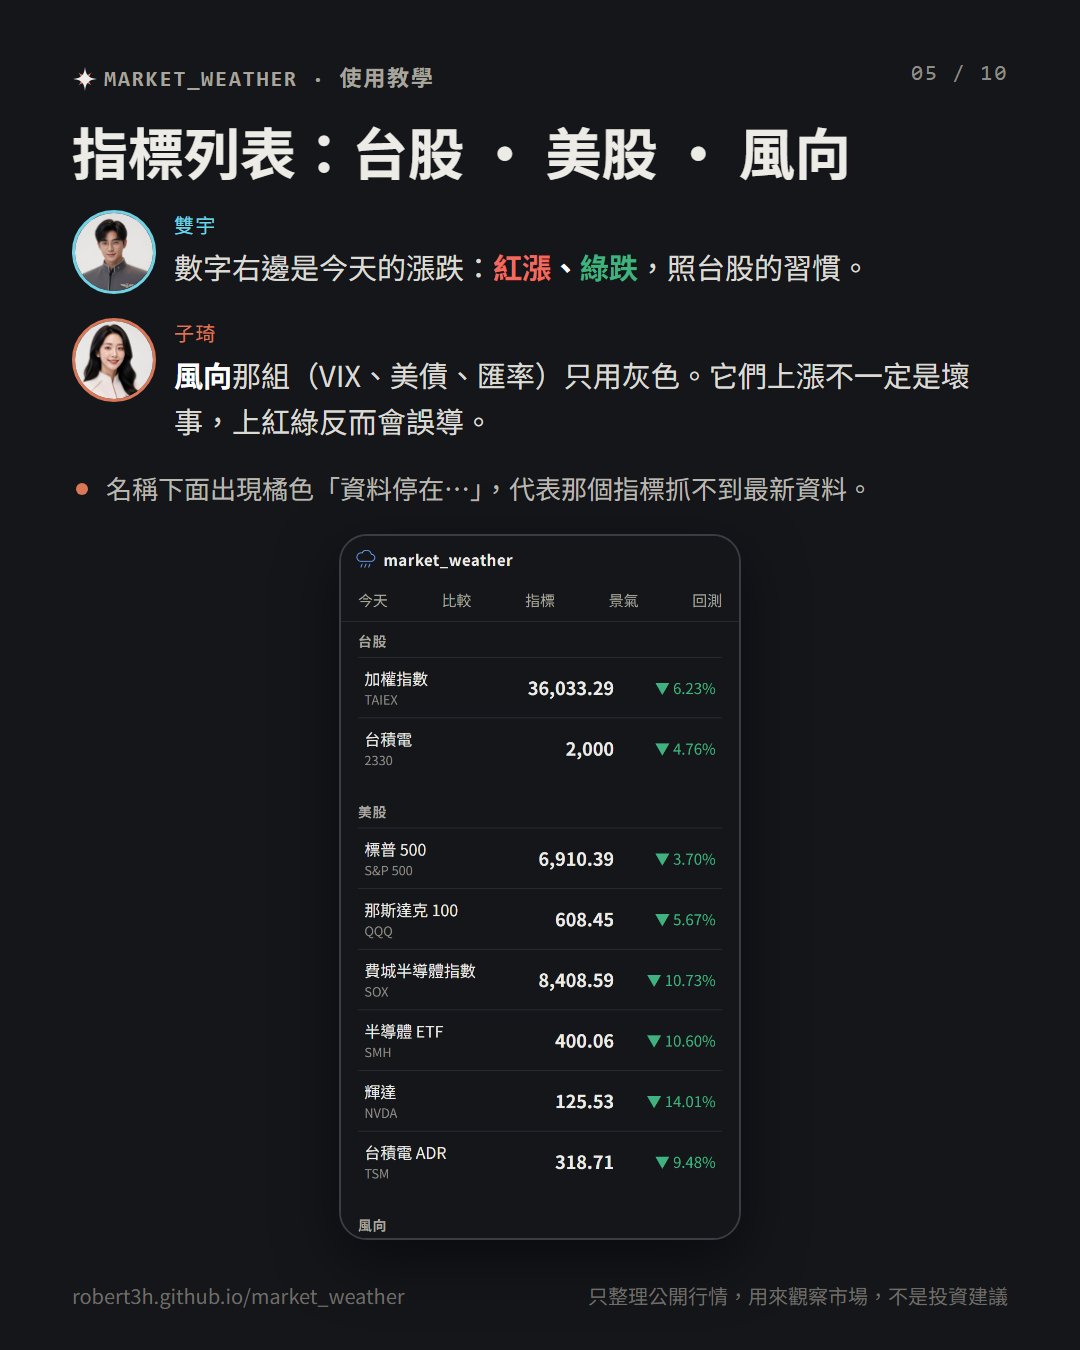 MARKET_WEATHER · 使用教學
05 / 10
指標列表：台股 · 美股 · 風向
雙宇
數字右邊是今天的漲跌：紅漲、綠跌，照台股的習慣。
子琦
風向那組（VIX、美債、匯率）只用灰色。它們上漲不一定是壞
事，上紅綠反而會誤導。
名稱下面出現橘色「資料停在…」，代表那個指標抓不到最新資料。
market_weather
今天 比較 指標 景氣 回測
台股
加權指數
TAIEX
36,033.29 ▼ 6.23%
台積電
2330
2,000 ▼ 4.76%
美股
標普 500
S&P 500
6,910.39 ▼ 3.70%
那斯達克 100
QQQ
608.45 ▼ 5.67%
費城半導體指數
SOX
8,408.59 ▼ 10.73%
半導體 ETF
SMH
400.06 ▼ 10.60%
輝達
NVDA
125.53 ▼ 14.01%
台積電 ADR
TSM
318.71 ▼ 9.48%
風向
robert3h.github.io/market_weather
只整理公開行情，用來觀察市場，不是投資建議